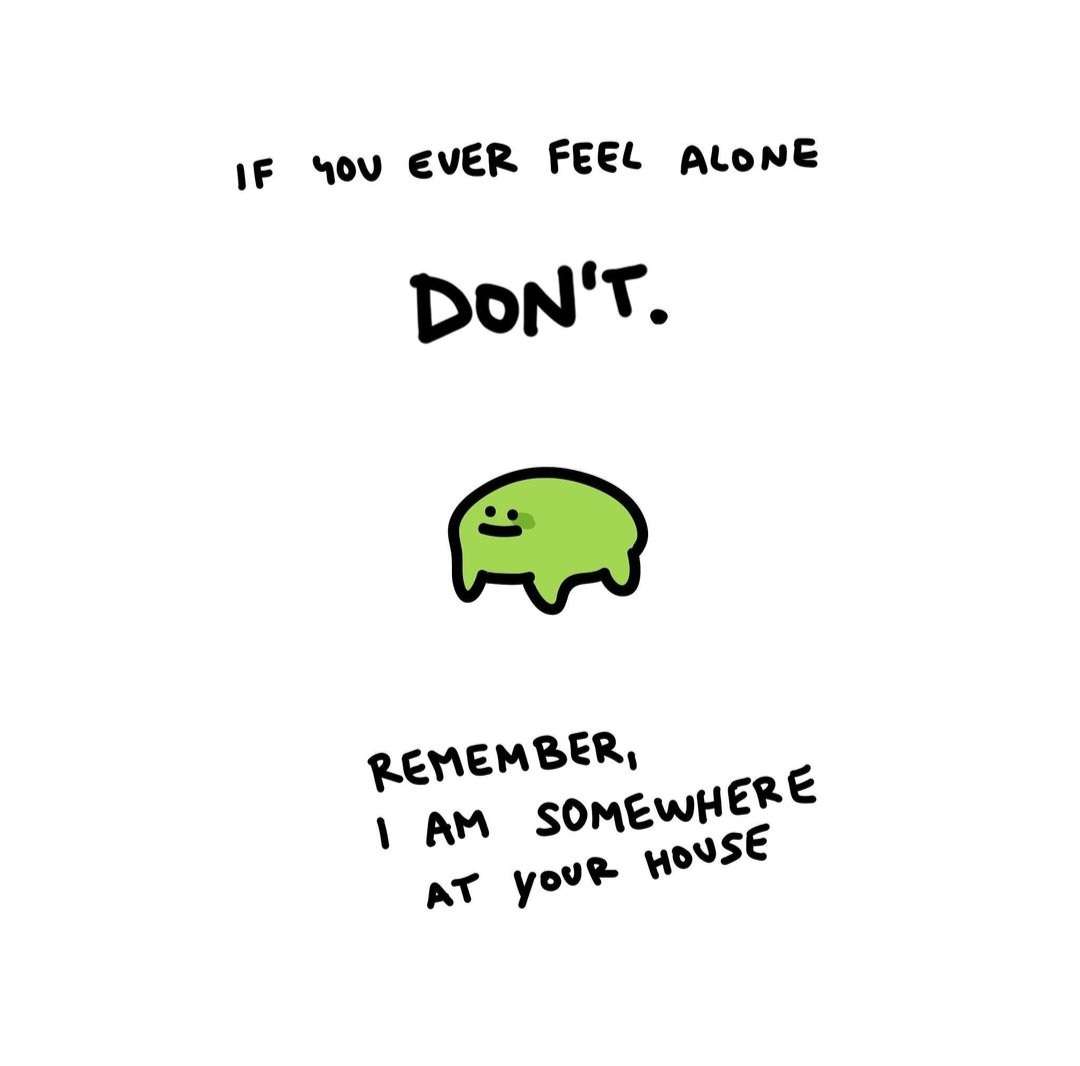 IF YOU EVER FEEL ALONE
DON'T.
REMEMBER,
I AM SOMEWHERE
AT YOUR HOUSE